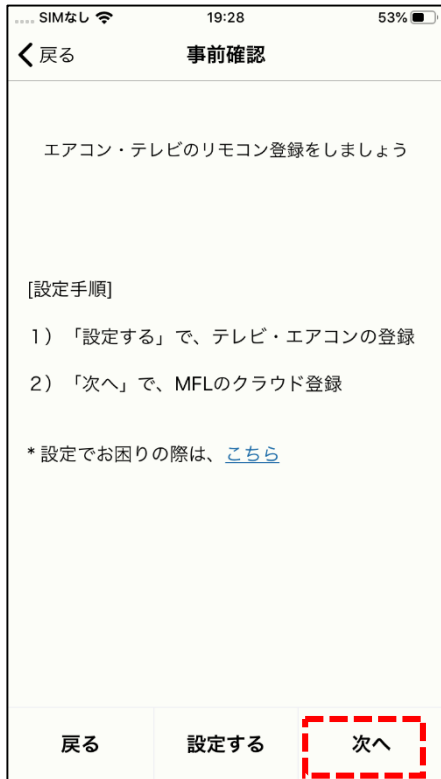 SIMなし 19:28 53%
戻る 事前確認
エアコン・テレビのリモコン登録をしましょう
[設定手順]
1）「設定する」で、テレビ・エアコンの登録
2）「次へ」で、MFLのクラウド登録
* 設定でお困りの際は、こちら
戻る 設定する 次へ